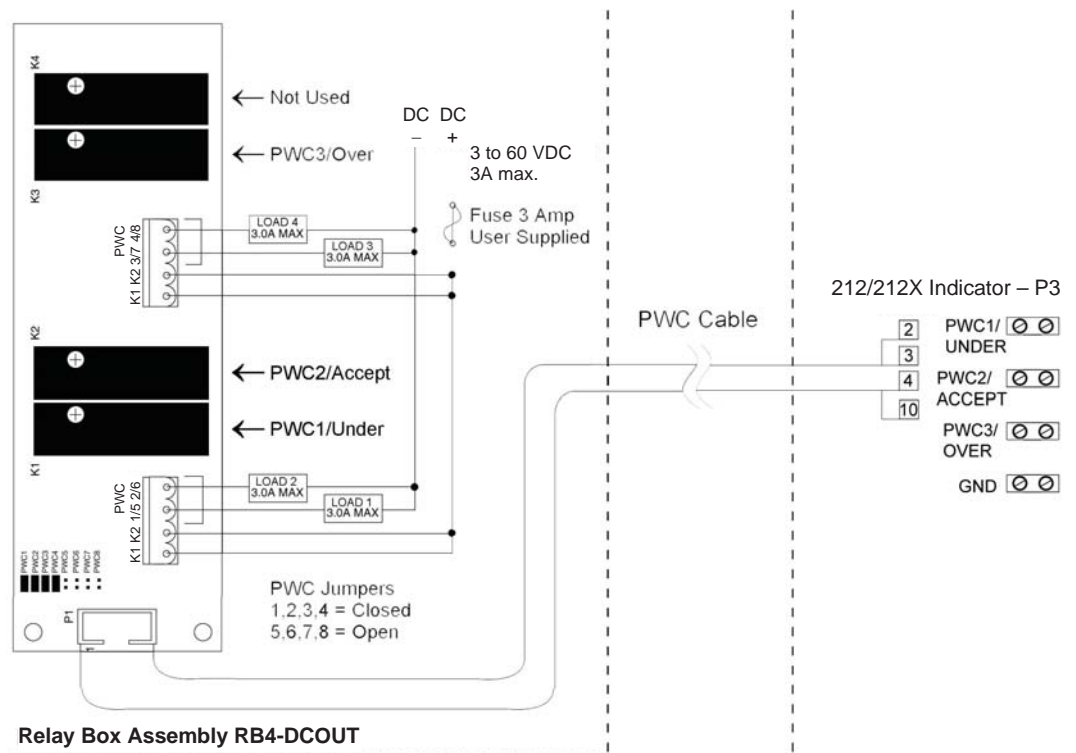 K4
Not Used
PWC3/Over
K3
DC DC
– +
3 to 60 VDC
3A max.
Fuse 3 Amp
User Supplied
LOAD 4
3.0A MAX
LOAD 3
3.0A MAX
PWC
K1 K2 3/7 4/8
K2
PWC2/Accept
PWC1/Under
K1
LOAD 2
3.0A MAX
LOAD 1
3.0A MAX
PWC
K1 K2 1/5 2/6
PWC1
PWC2
PWC3
PWC4
PWC5
PWC6
PWC7
PWC8
PWC Jumpers
1,2,3,4 = Closed
5,6,7,8 = Open
P1
1
Relay Box Assembly RB4-DCOUT
PWC Cable
212/212X Indicator – P3
2
3
4
10
PWC1/
UNDER
PWC2/
ACCEPT
PWC3/
OVER
GND